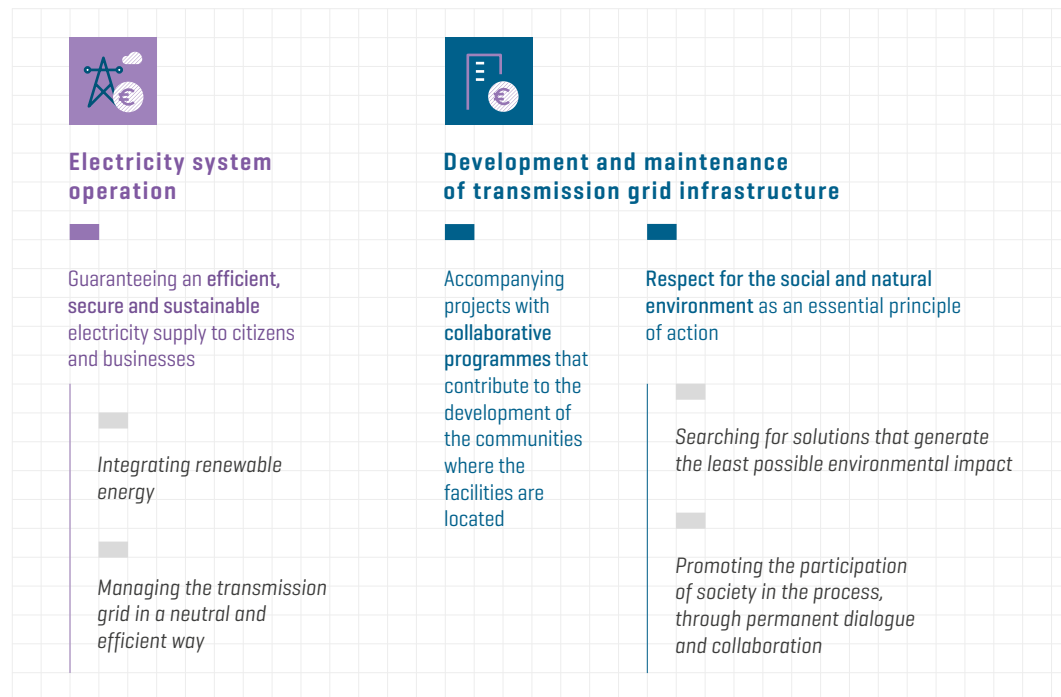 Electricity system
operation
Guaranteeing an efficient,
secure and sustainable
electricity supply to citizens
and businesses
Integrating renewable
energy
Managing the transmission
grid in a neutral and
efficient way
Development and maintenance
of transmission grid infrastructure
Accompanying
projects with
collaborative
programmes that
contribute to the
development of
the communities
where the
facilities are
located
Respect for the social and natural
environment as an essential principle
of action
Searching for solutions that generate
the least possible environmental impact
Promoting the participation
of society in the process,
through permanent dialogue
and collaboration